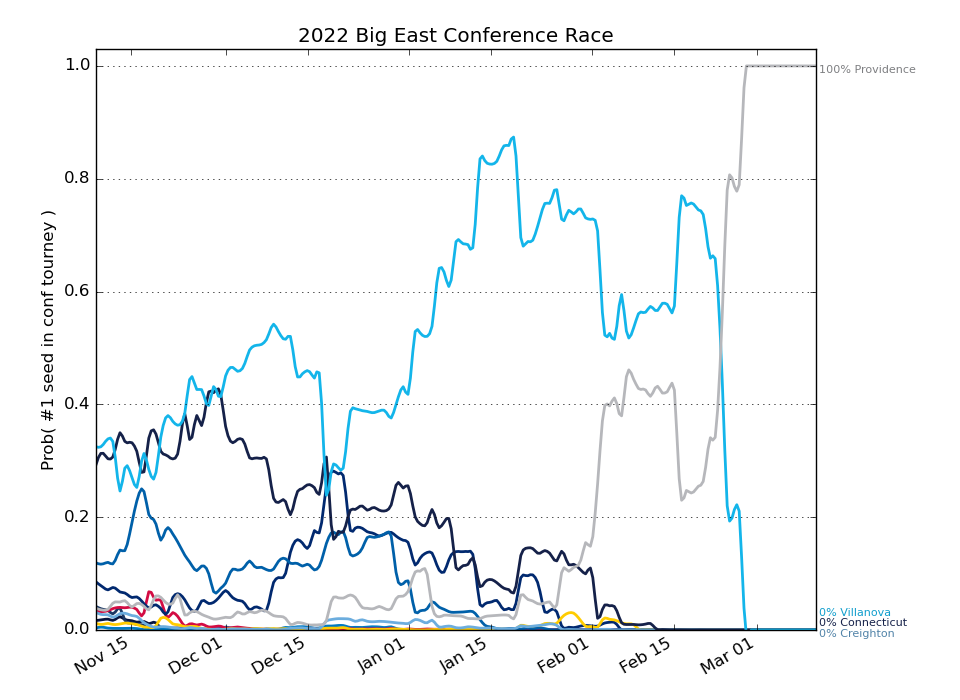 2022 Big East Conference Race
Prob( #1 seed in conf tourney )
1.0
0.8
0.6
0.4
0.2
0.0
Nov 15
Dec 01
Dec 15
Jan 01
Jan 15
Feb 01
Feb 15
Mar 01
100% Providence
0% Villanova
0% Connecticut
0% Creighton